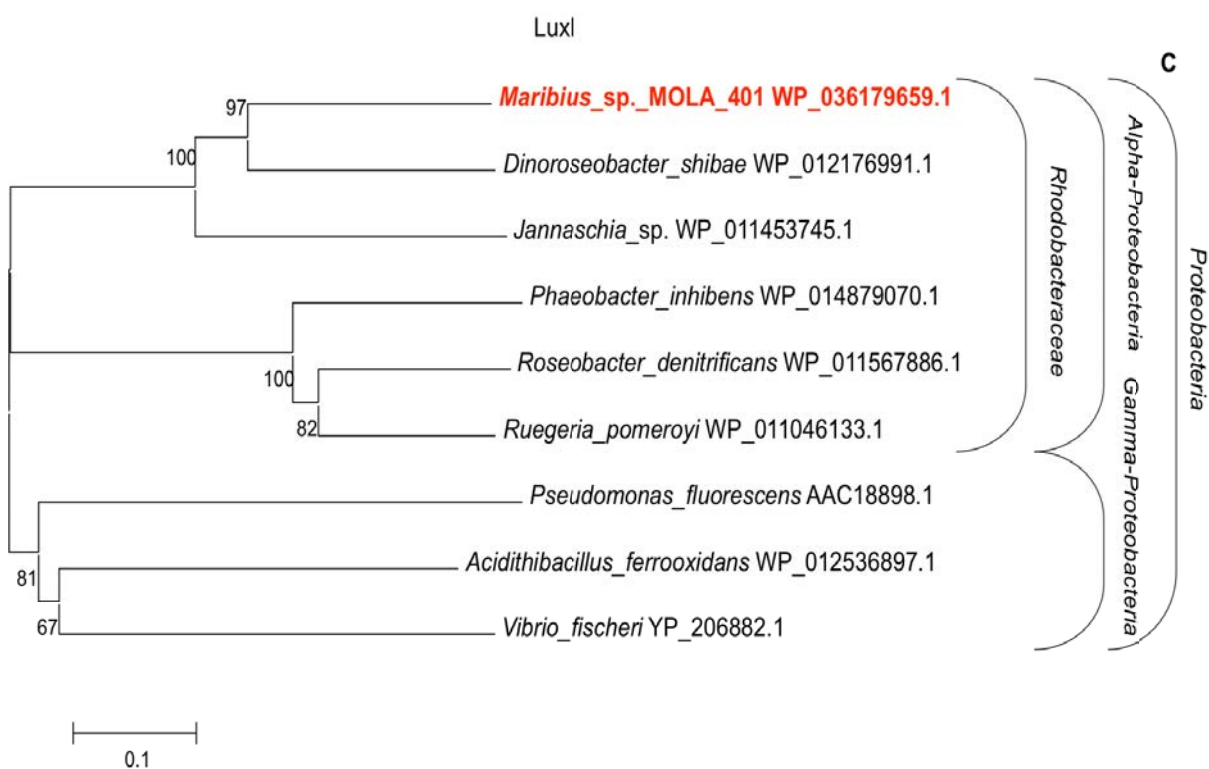 LuxI
C
97
Maribius_sp._MOLA_401 WP_036179659.1
100
Dinoroseobacter_shibae WP_012176991.1
Jannaschia_sp. WP_011453745.1
Phaeobacter_inhibens WP_014879070.1
Roseobacter_denitrificans WP_011567886.1
100
82
Ruegeria_pomeroyi WP_011046133.1
Pseudomonas_fluorescens AAC18898.1
Acidithibacillus_ferrooxidans WP_012536897.1
81
67
Vibrio_fischeri YP_206882.1
Rhodobacteraceae
Alpha-Proteobacteria
Gamma-Proteobacteria
Proteobacteria
0.1